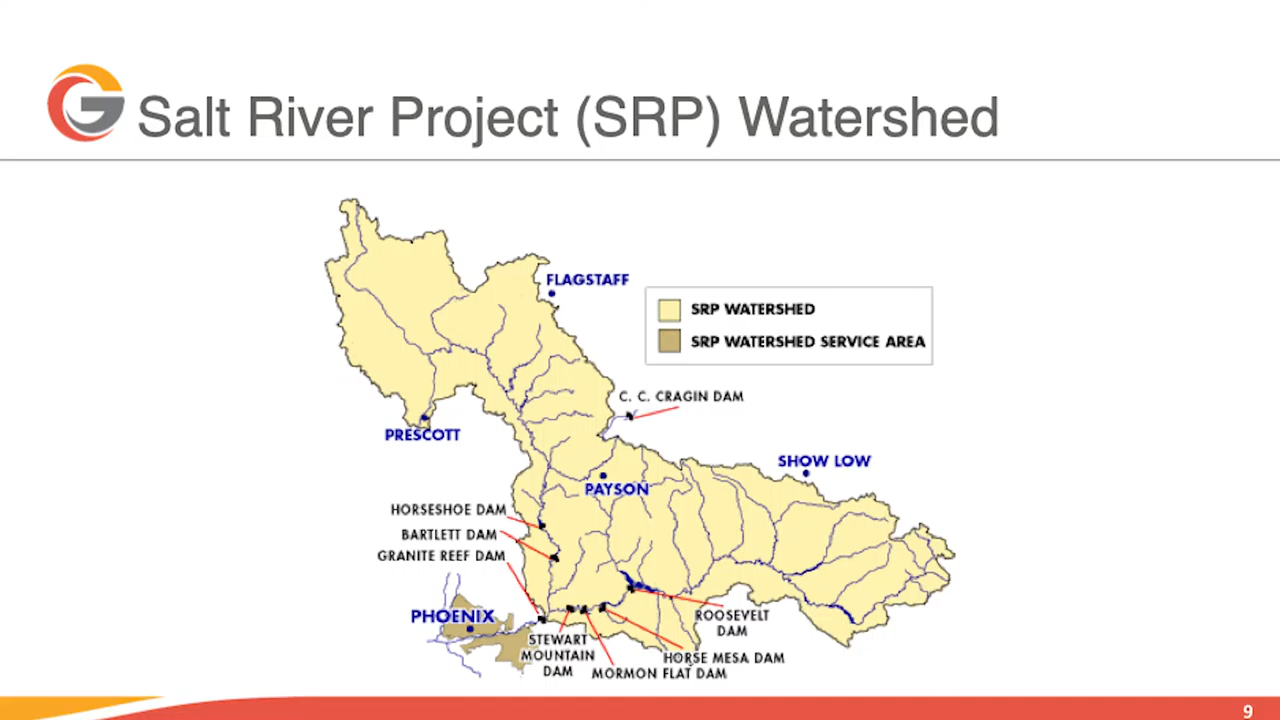 Salt River Project (SRP) Watershed
FLAGSTAFF
SRP WATERSHED
SRP WATERSHED SERVICE AREA
C. C. CRAGIN DAM
PRESCOTT
SHOW LOW
PAYSON
HORSESHOE DAM
BARTLETT DAM
GRANITE REEF DAM
PHOENIX
ROOSEVELT
DAM
STEWART
MOUNTAIN
DAM
HORSE MESA DAM
MORMON FLAT DAM
9